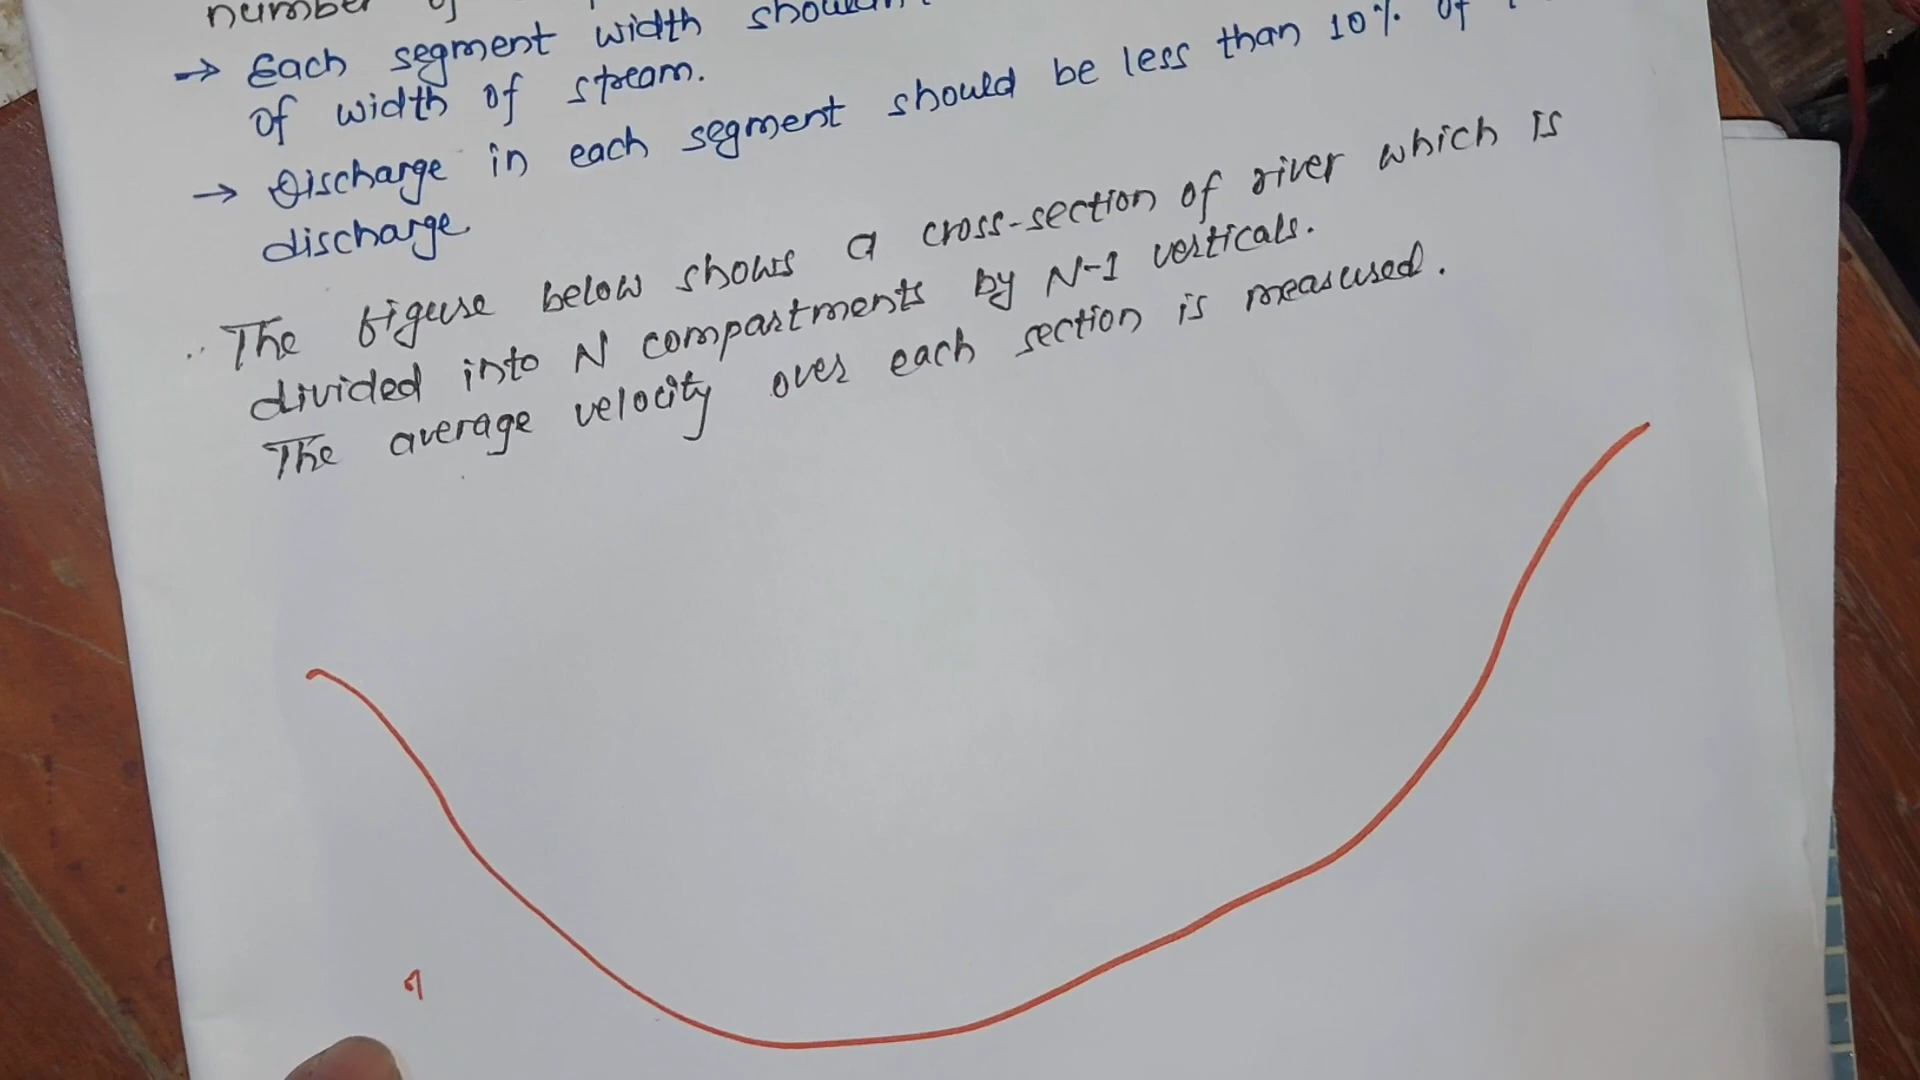 number of
→ Each segment width
of width of stream.
→ Discharge in each segment should be less than 10% of
discharge
The figure below shows a cross-section of river which is
divided into N compartments by N-1 verticals.
The average velocity over each section is measured.